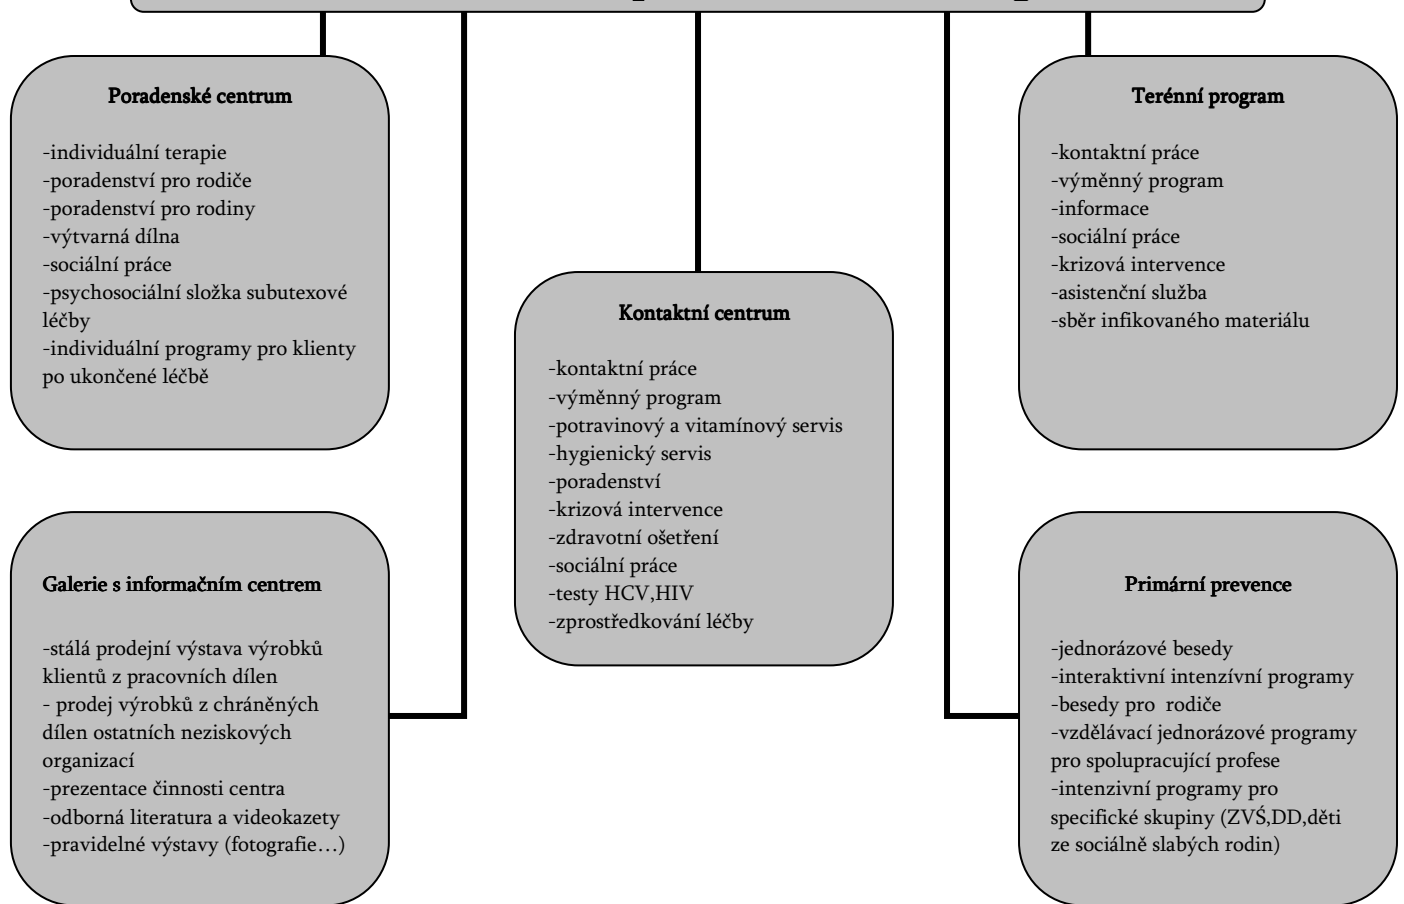 Poradenské centrum
-individuální terapie
-poradenství pro rodiče
-poradenství pro rodiny
-výtvarná dílna
-sociální práce
-psychosociální složka subutexové
léčby
-individuální programy pro klienty
po ukončené léčbě
Terénní program
-kontaktní práce
-výměnný program
-informace
-sociální práce
-krizová intervence
-asistenční služba
-sběr infikovaného materiálu
Kontaktní centrum
-kontaktní práce
-výměnný program
-potravinový a vitamínový servis
-hygienický servis
-poradenství
-krizová intervence
-zdravotní ošetření
-sociální práce
-testy HCV,HIV
-zprostředkování léčby
Galerie s informačním centrem
-stálá prodejní výstava výrobků
klientů z pracovních dílen
- prodej výrobků z chráněných
dílen ostatních neziskových
organizací
-prezentace činnosti centra
-odborná literatura a videokazety
-pravidelné výstavy (fotografie…)
Primární prevence
-jednorázové besedy
-interaktivní intenzívní programy
-besedy pro  rodiče
-vzdělávací jednorázové programy
pro spolupracující profese
-intenzivní programy pro
specifické skupiny (ZVŚ,DD,děti
ze sociálně slabých rodin)